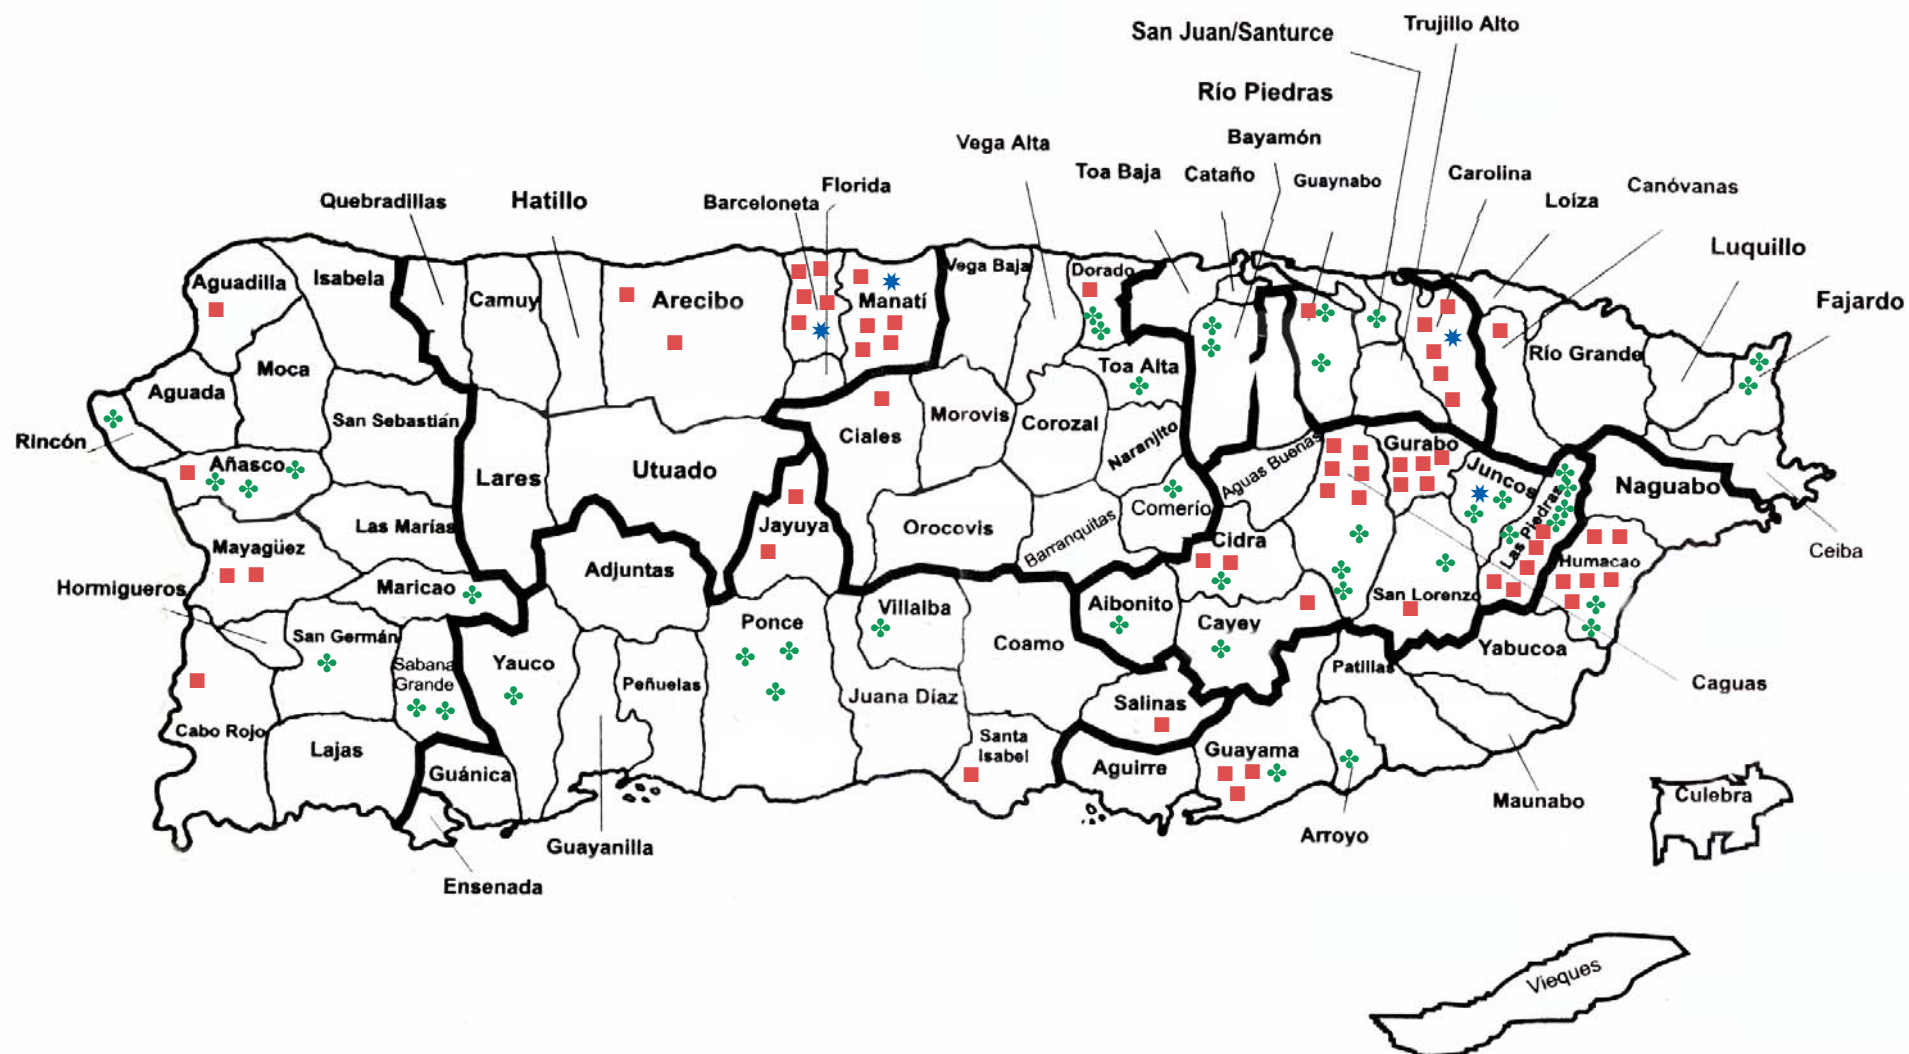 Trujillo Alto
San Juan/Santurce
Río Piedras
Bayamón
Vega Alta
Toa Baja
Cataño
Guaynabo
Carolina
Canóvanas
Florida
Loíza
Quebradillas
Hatillo
Barceloneta
Luquillo
Fajardo
Aguadilla
Isabela
Camuy
Arecibo
Manatí
Vega Baja
Dorado
Río Grande
Moca
Toa Alta
Aguada
San Sebastián
Morovis
Corozal
Ciales
Naranjito
Rincón
Añasco
Lares
Utuado
Aguas Buenas
Gurabo
Juncos
Naguabo
Las Marías
Jayuya
Orocovis
Barranquitas
Comerío
Las Piedras
Mayagüez
Cidra
Humacao
Ceiba
Adjuntas
Hormigueros
Maricao
San Lorenzo
Villalba
Aibonito
Cayey
Ponce
San Germán
Coamo
Yabucoa
Sabana
Grande
Yauco
Patillas
Peñuelas
Juana Díaz
Caguas
Salinas
Cabo Rojo
Lajas
Santa
Isabel
Guayama
Guánica
Aguirre
Culebra
Maunabo
Arroyo
Guayanilla
Ensenada
Vieques